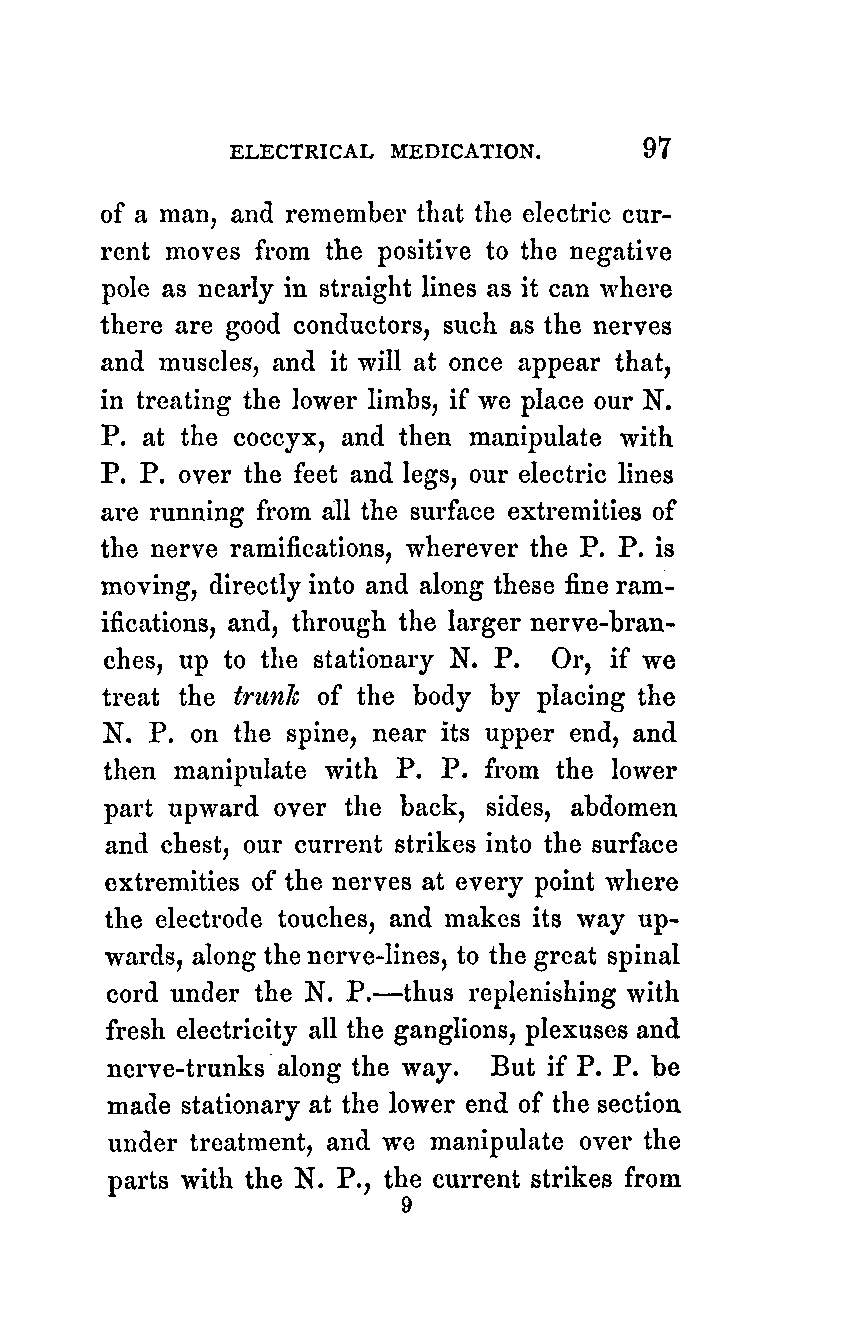 ELECTRICAL MEDICATION. 97
of a man, and remember that the electric cur-
rent moves from the positive to the negative
pole as nearly in straight lines as it can where
there are good conductors, such as the nerves
and muscles, and it will at once appear that,
in treating the lower limbs, if we place our N.
P. at the coccyx, and then manipulate with
P. P. over the feet and legs, our electric lines
are running from all the surface extremities of
the nerve ramifications, wherever the P. P. is
moving, directly into and along these fine ram-
ifications, and, through the larger nerve-bran-
ches, up to the stationary N. P. Or, if we
treat the trunk of the body by placing the
N. P. on the spine, near its upper end, and
then manipulate with P. P. from the lower
part upward over the back, sides, abdomen
and chest, our current strikes into the surface
extremities of the nerves at every point where
the electrode touches, and makes its way up-
wards, along the nerve-lines, to the great spinal
cord under the N. P.—thus replenishing with
fresh electricity all the ganglions, plexuses and
nerve-trunks along the way. But if P. P. be
made stationary at the lower end of the section
under treatment, and we manipulate over the
parts with the N. P., the current strikes from
9